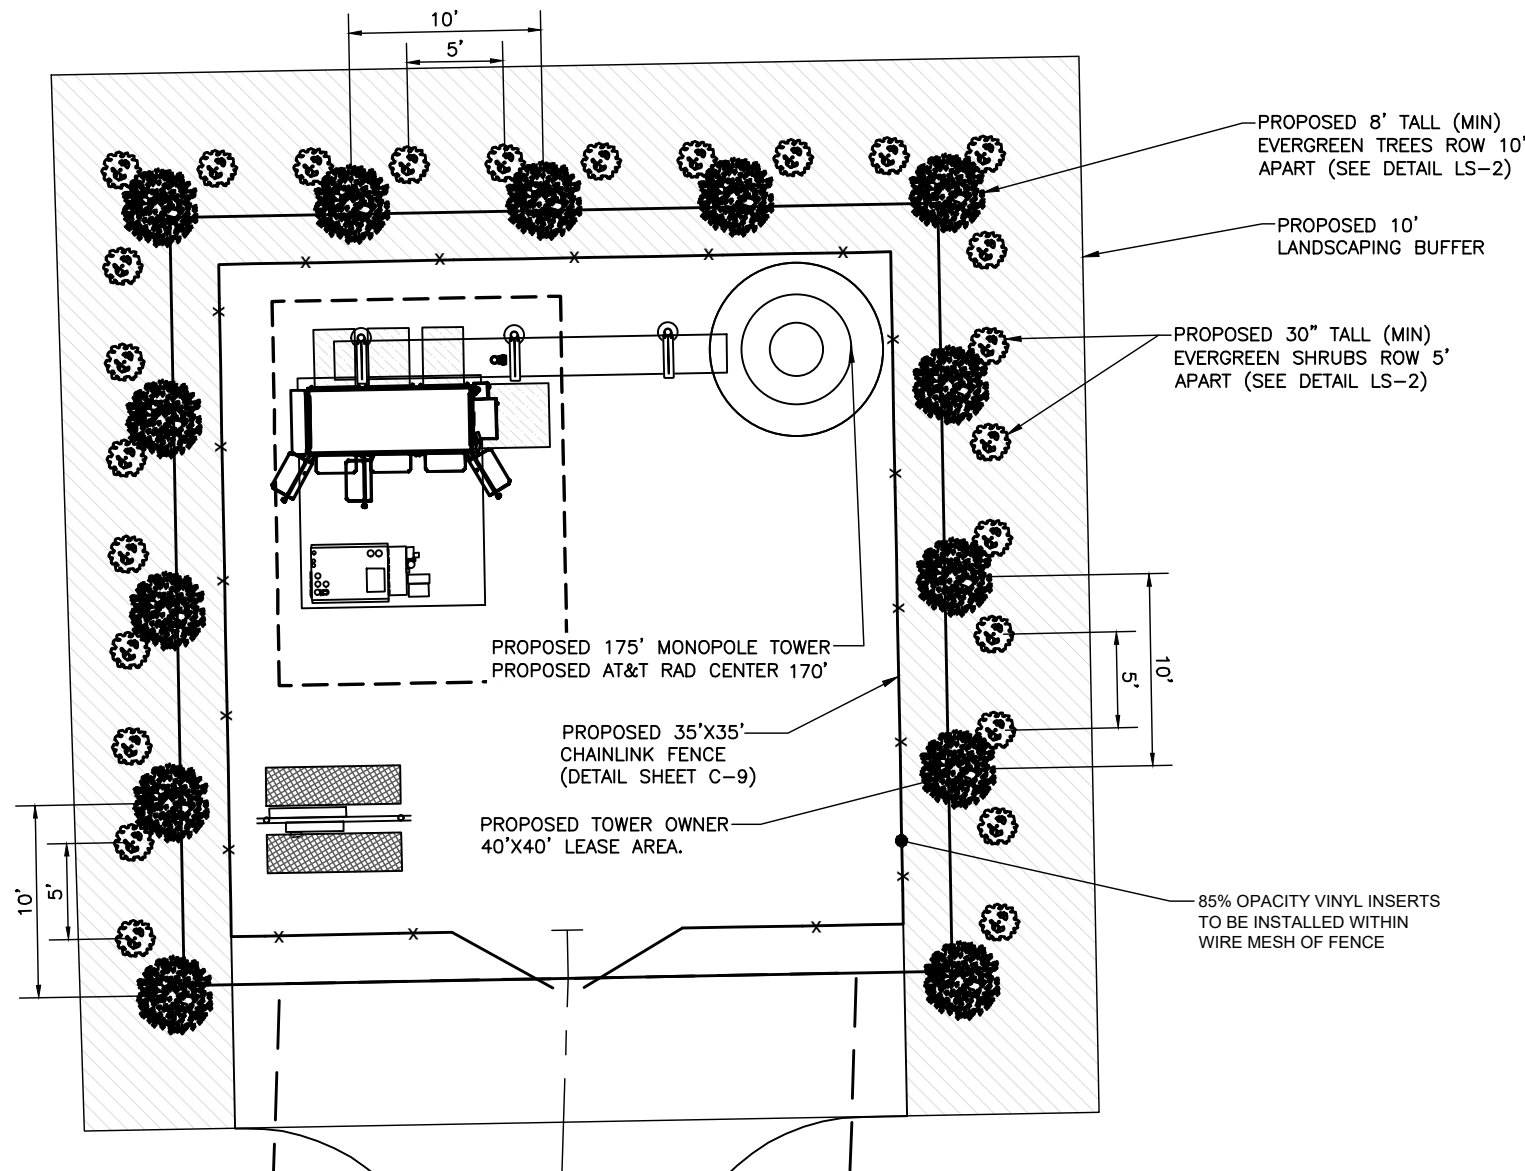 10'
5'
PROPOSED 8' TALL (MIN)
EVERGREEN TREES ROW 10'
APART (SEE DETAIL LS-2)
PROPOSED 10'
LANDSCAPING BUFFER
PROPOSED 30" TALL (MIN)
EVERGREEN SHRUBS ROW 5'
APART (SEE DETAIL LS-2)
PROPOSED 175' MONOPOLE TOWER
PROPOSED AT&T RAD CENTER 170'
10'
5'
PROPOSED 35'X35'
CHAINLINK FENCE
(DETAIL SHEET C-9)
PROPOSED TOWER OWNER
40'X40' LEASE AREA.
10'
5'
85% OPACITY VINYL INSERTS
TO BE INSTALLED WITHIN
WIRE MESH OF FENCE